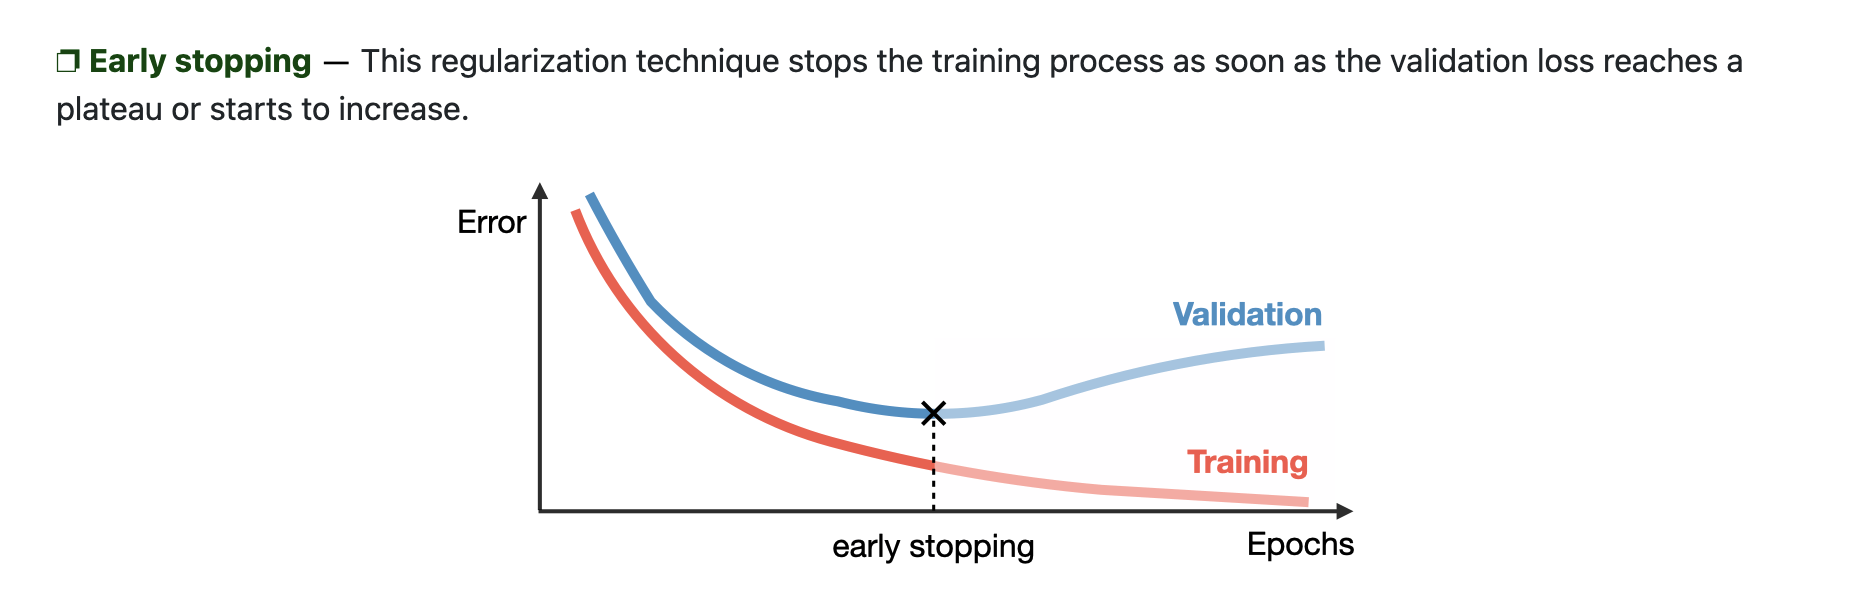 ❐ Early stopping — This regularization technique stops the training process as soon as the validation loss reaches a
plateau or starts to increase.
Error
Validation
Training
early stopping
Epochs